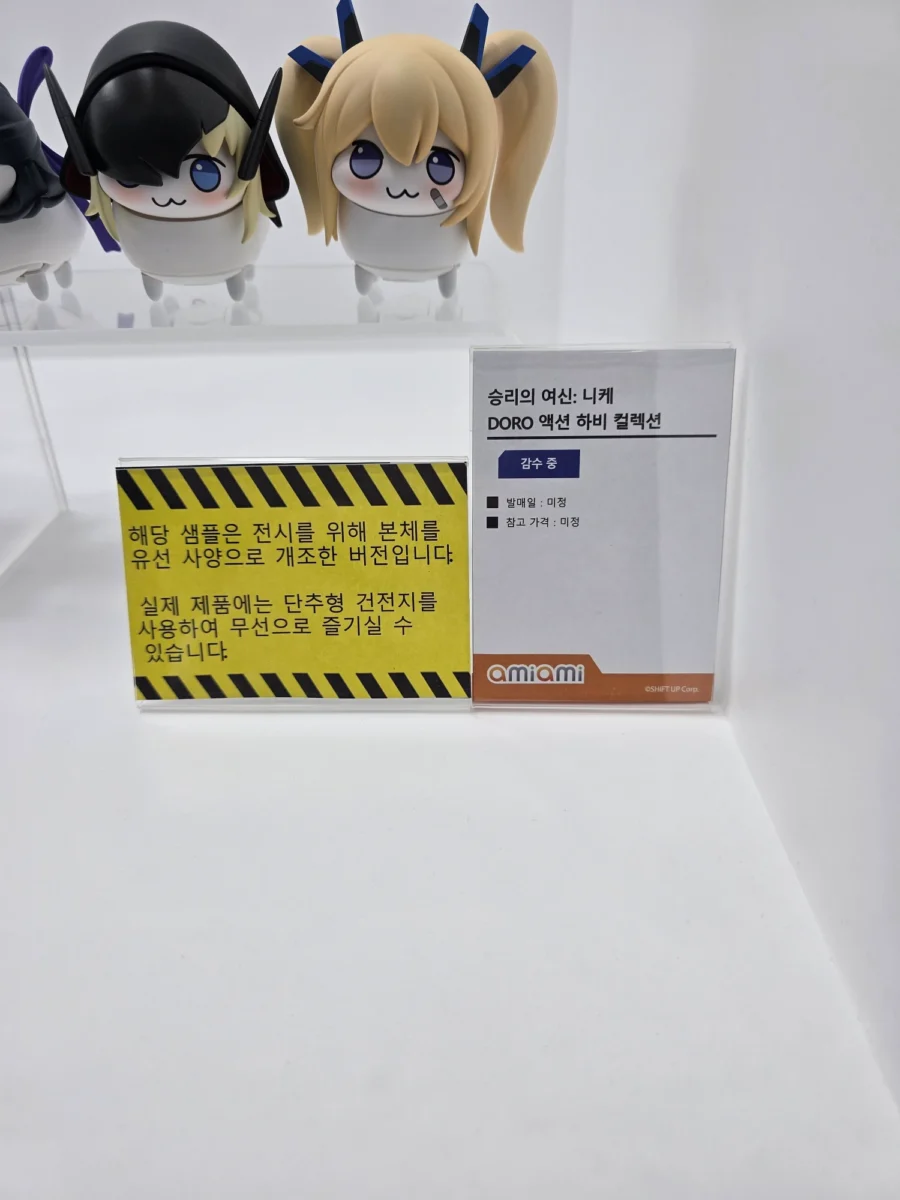 해당 샘플은 전시를 위해 본체를
유선 사양으로 개조한 버전입니다.
실제 제품에는 단추형 건전지를
사용하여 무선으로 즐기실 수
있습니다.
승리의 여신: 니케
DORO 액션 하비 컬렉션
감수 중
■ 발매일 : 미정
■ 참고 가격 : 미정
amiami
©SHIFT UP Corp.